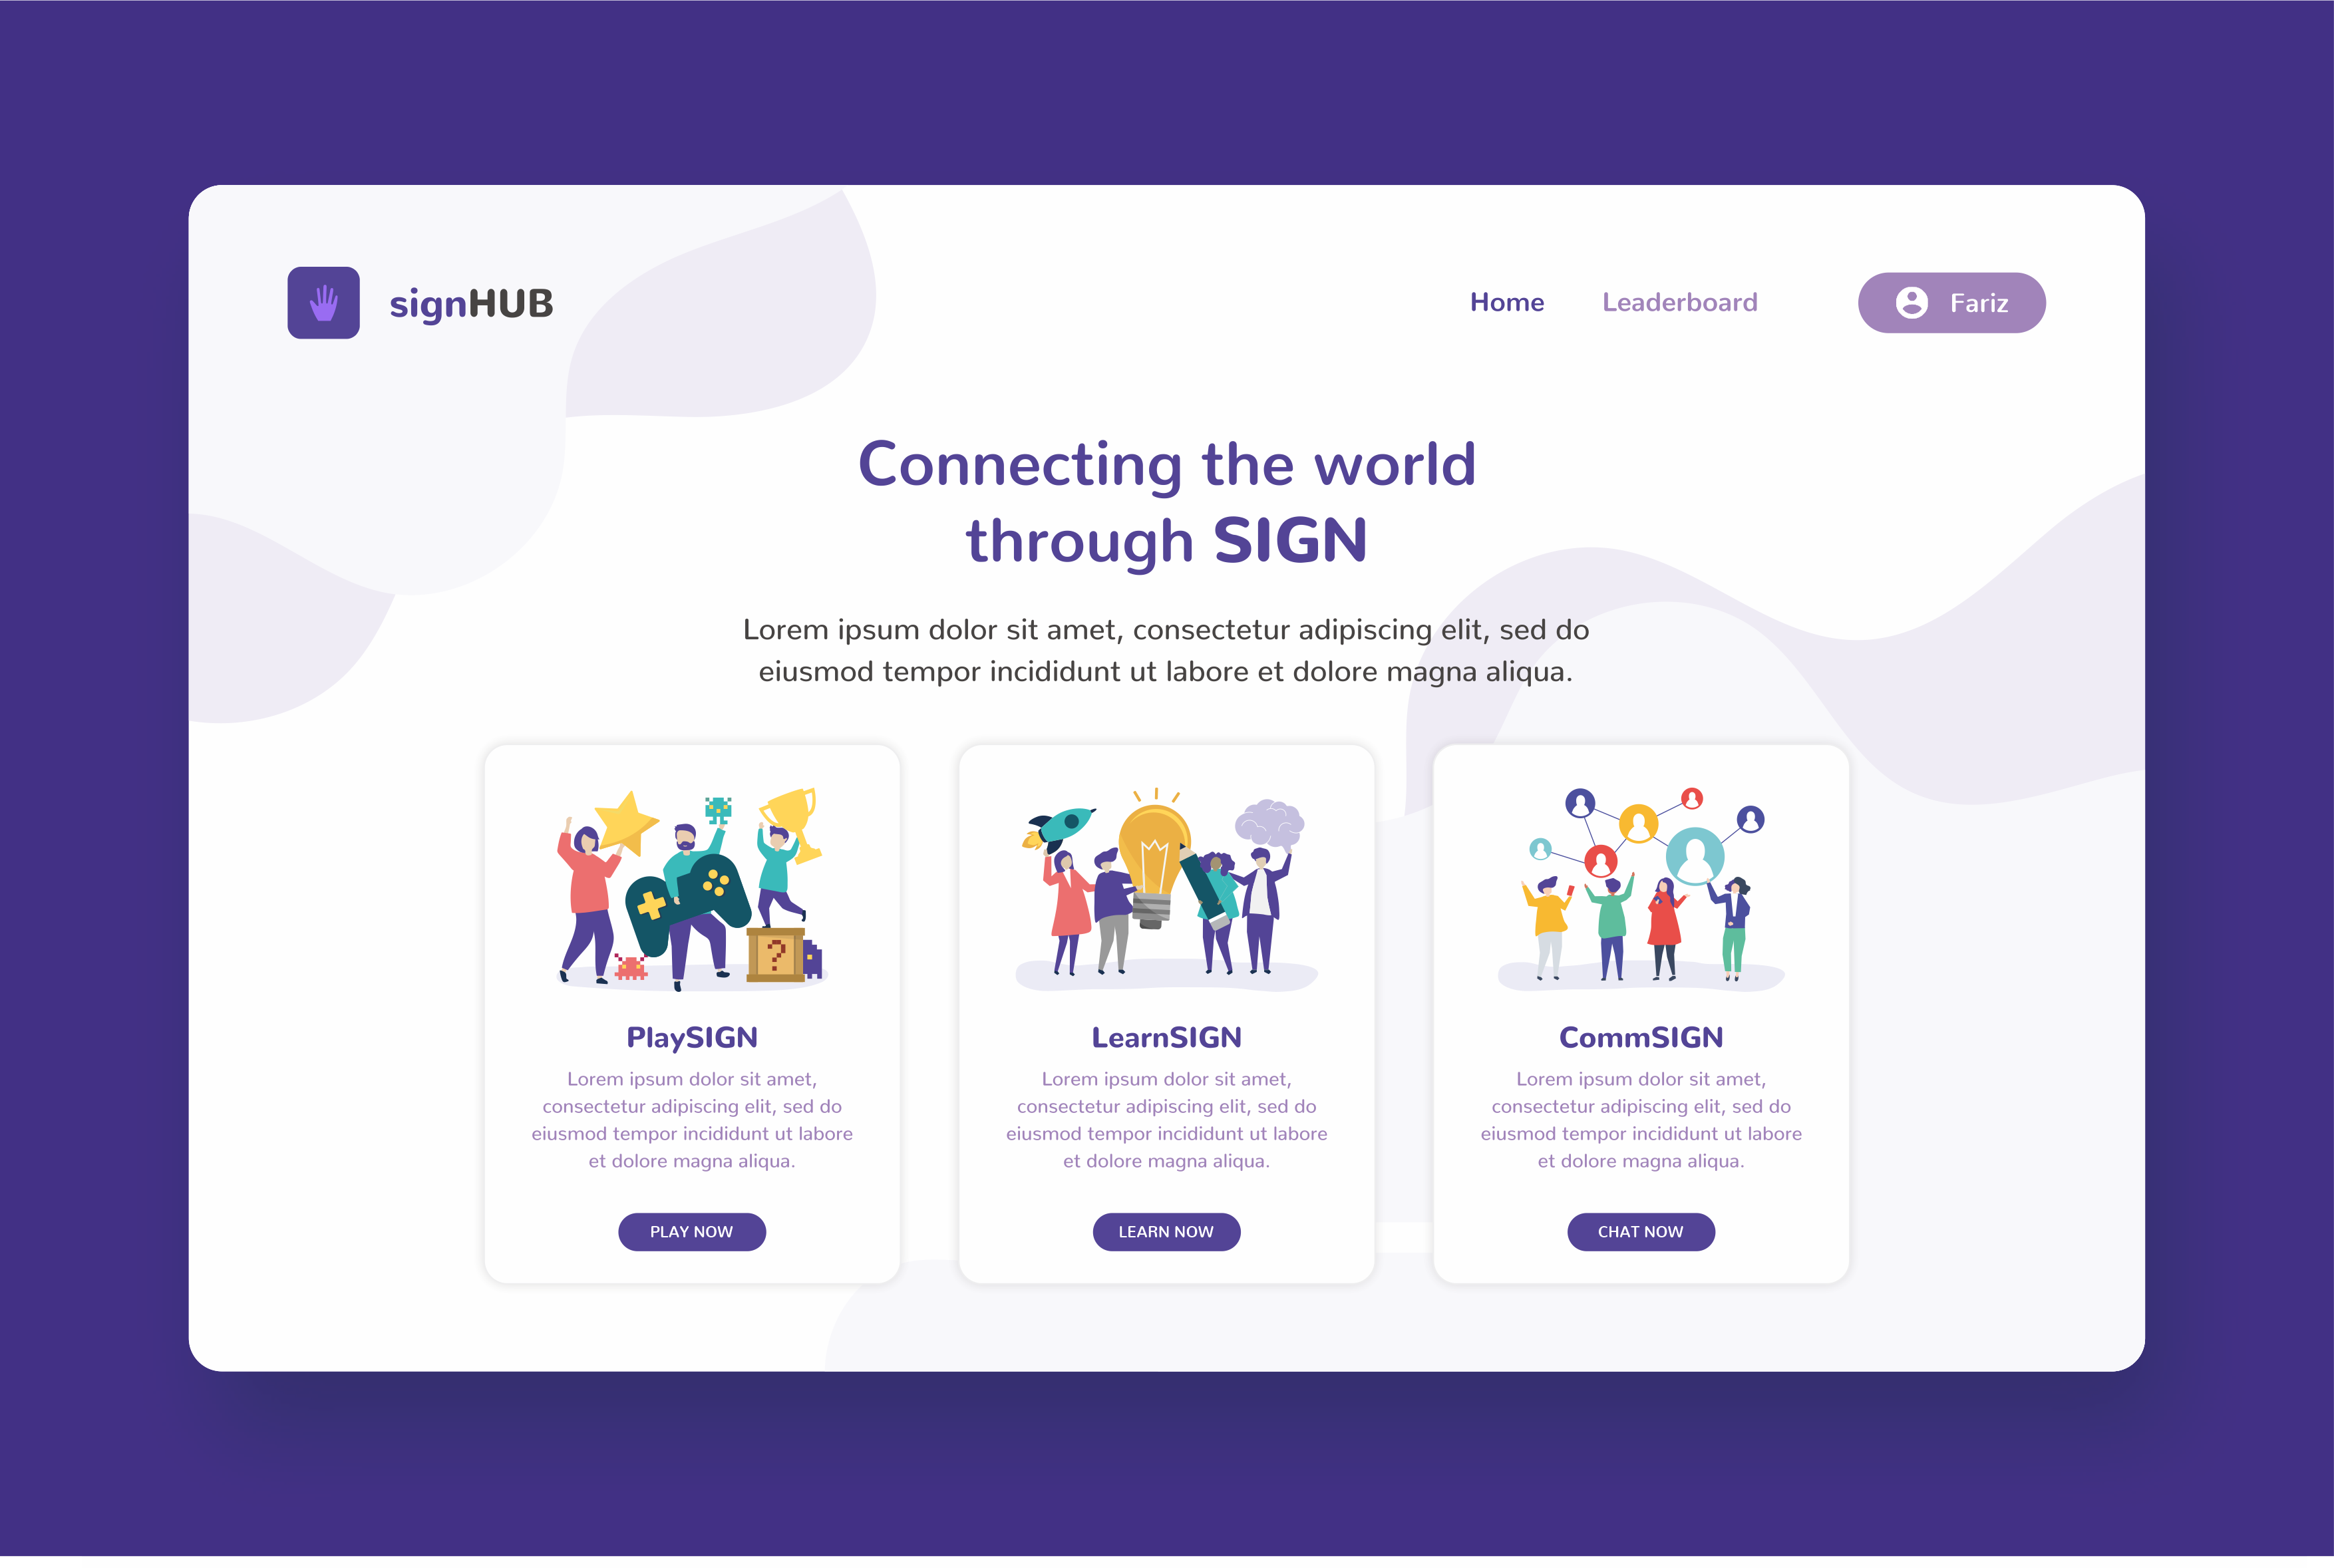 signHUB
Home
Leaderboard
Fariz
Connecting the world
through SIGN
Lorem ipsum dolor sit amet, consectetur adipiscing elit, sed do
eiusmod tempor incididunt ut labore et dolore magna aliqua.
?
PlaySIGN
Lorem ipsum dolor sit amet,
consectetur adipiscing elit, sed do
eiusmod tempor incididunt ut labore
et dolore magna aliqua.
PLAY NOW
LearnSIGN
Lorem ipsum dolor sit amet,
consectetur adipiscing elit, sed do
eiusmod tempor incididunt ut labore
et dolore magna aliqua.
LEARN NOW
CommSIGN
Lorem ipsum dolor sit amet,
consectetur adipiscing elit, sed do
eiusmod tempor incididunt ut labore
et dolore magna aliqua.
CHAT NOW